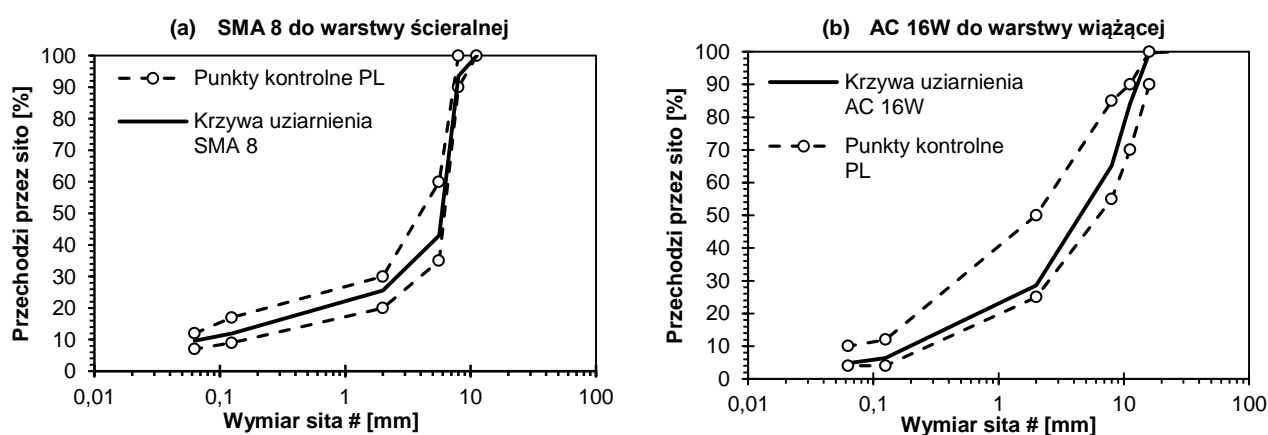 (a) SMA 8 do warstwy ścieralnej
Przechodzi przez sito [%]
100
90
80
70
60
50
40
30
20
10
0
Punkty kontrolne PL
Krzywa uziarnienia
SMA 8
0,01
0,1
1
10
100
Wymiar sita # [mm]
(b) AC 16W do warstwy wiążącej
Przechodzi przez sito [%]
100
90
80
70
60
50
40
30
20
10
0
Krzywa uziarnienia
AC 16W
Punkty kontrolne
PL
0,01
0,1
1
10
100
Wymiar sita # [mm]